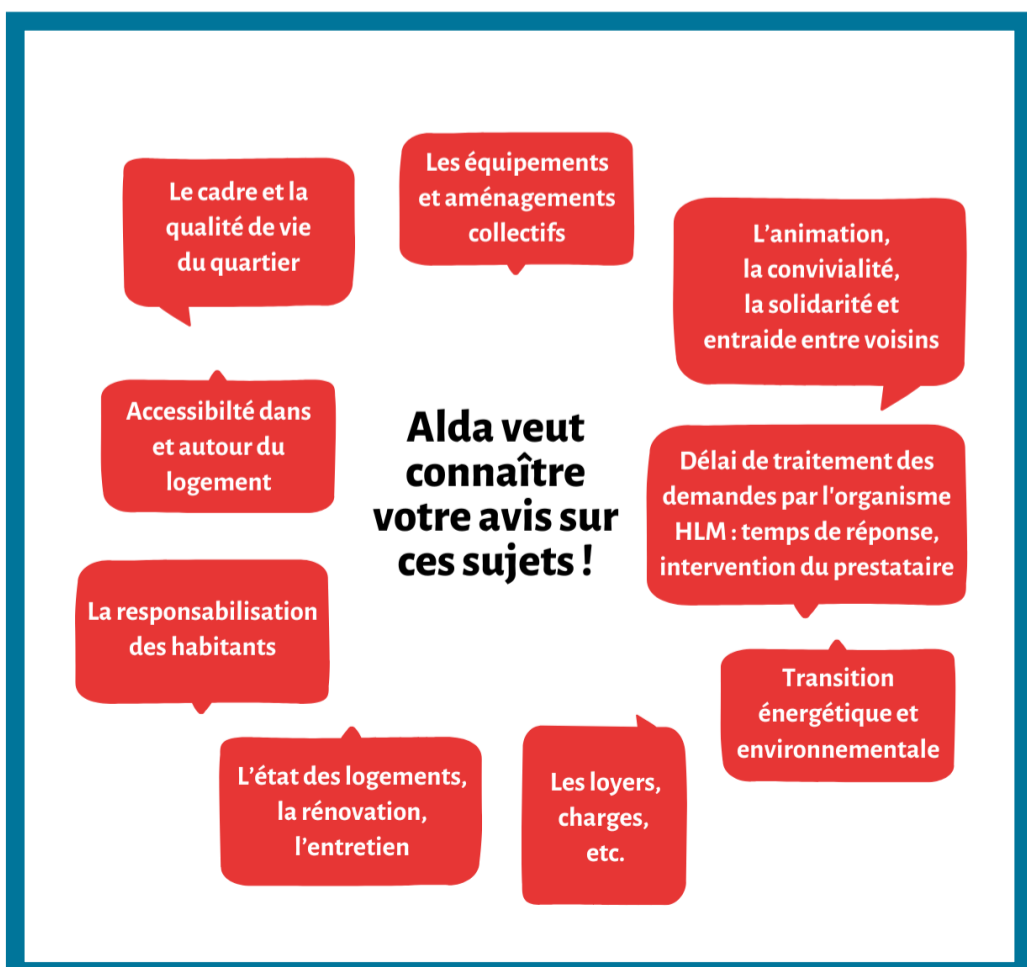 Le cadre et la
qualité de vie
du quartier
Les équipements
et aménagements
collectifs
L'animation,
la convivialité,
la solidarité et
entraide entre voisins
Accessibilté dans
et autour du
logement
Alda veut
connaître
votre avis sur
ces sujets !
Délai de traitement des
demandes par l'organisme
HLM : temps de réponse,
intervention du prestataire
La responsabilisation
des habitants
Transition
énergétique et
environnementale
L'état des logements,
la rénovation,
l'entretien
Les loyers,
charges,
etc.